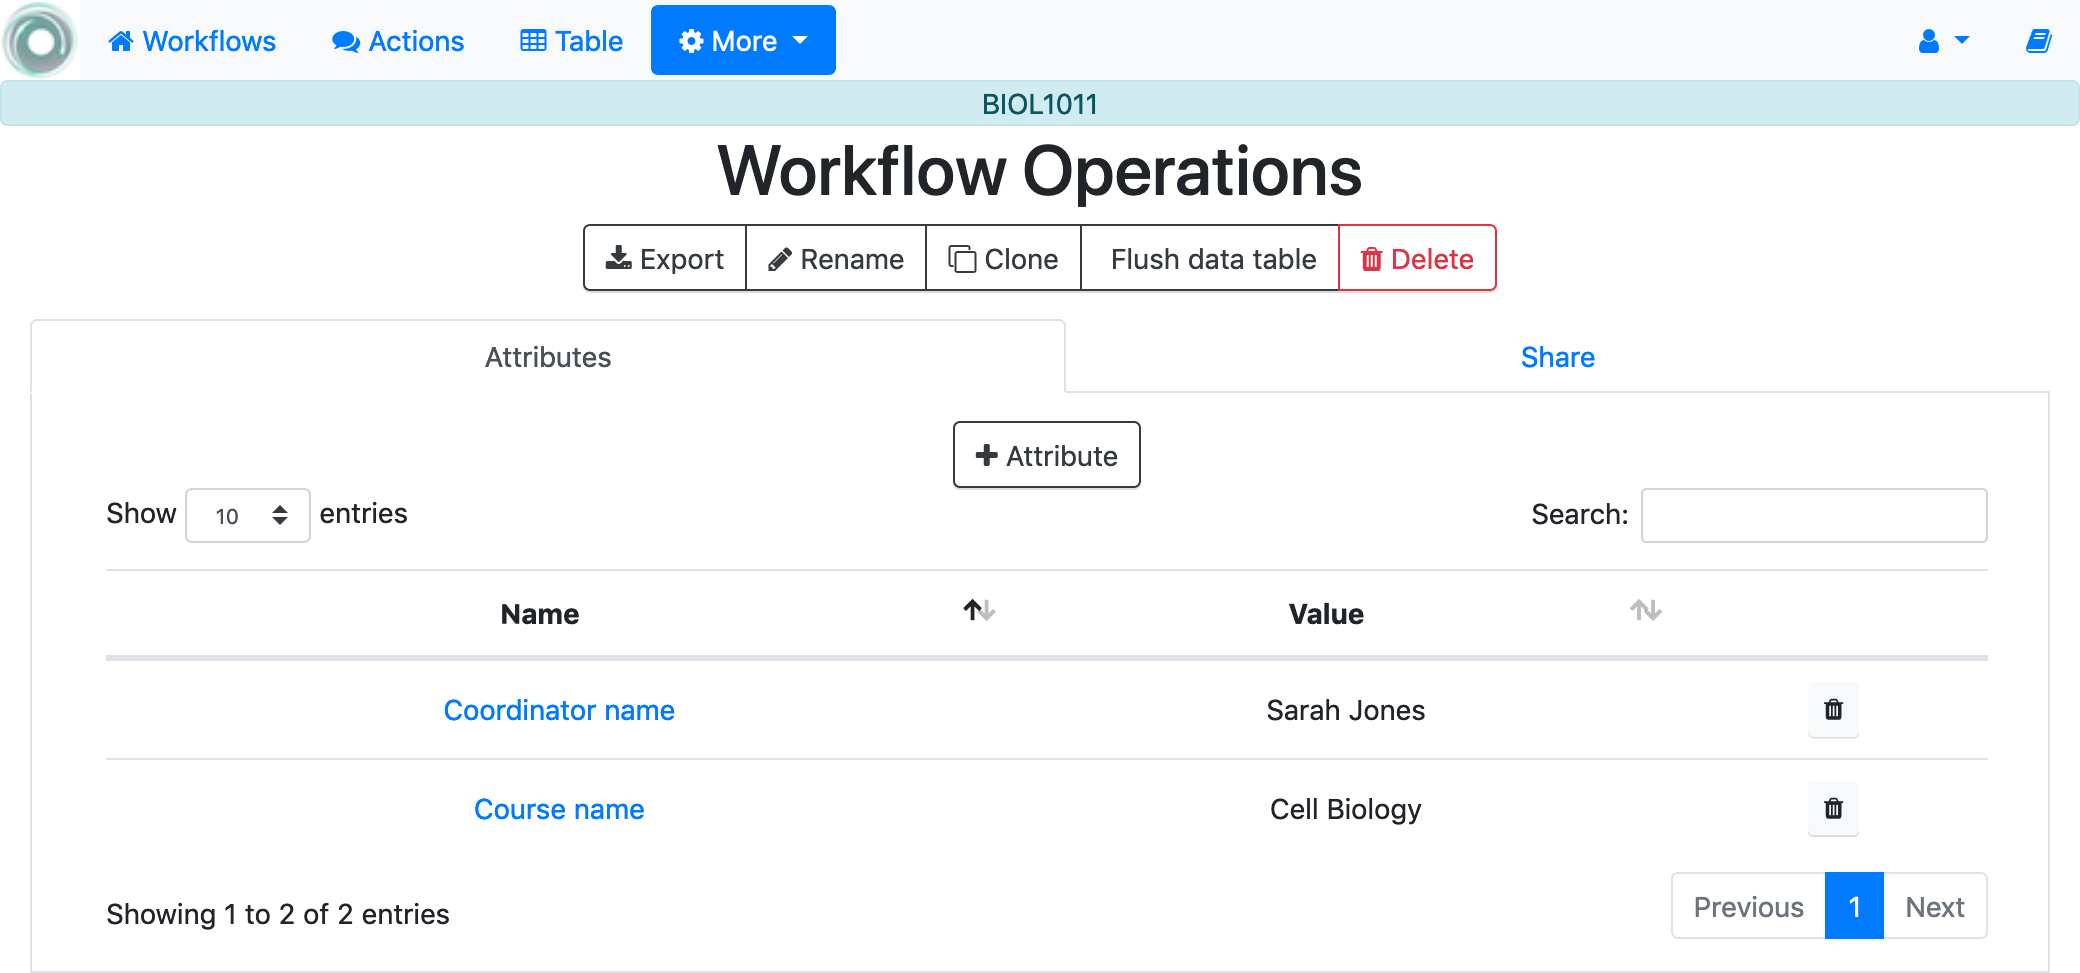 Workflows Actions Table More
BIOL1011
Workflow Operations
Export Rename Clone Flush data table Delete
Attributes Share
Attribute
Show 10 entries Search:
Name Value
Coordinator name Sarah Jones
Course name Cell Biology
Showing 1 to 2 of 2 entries Previous 1 Next